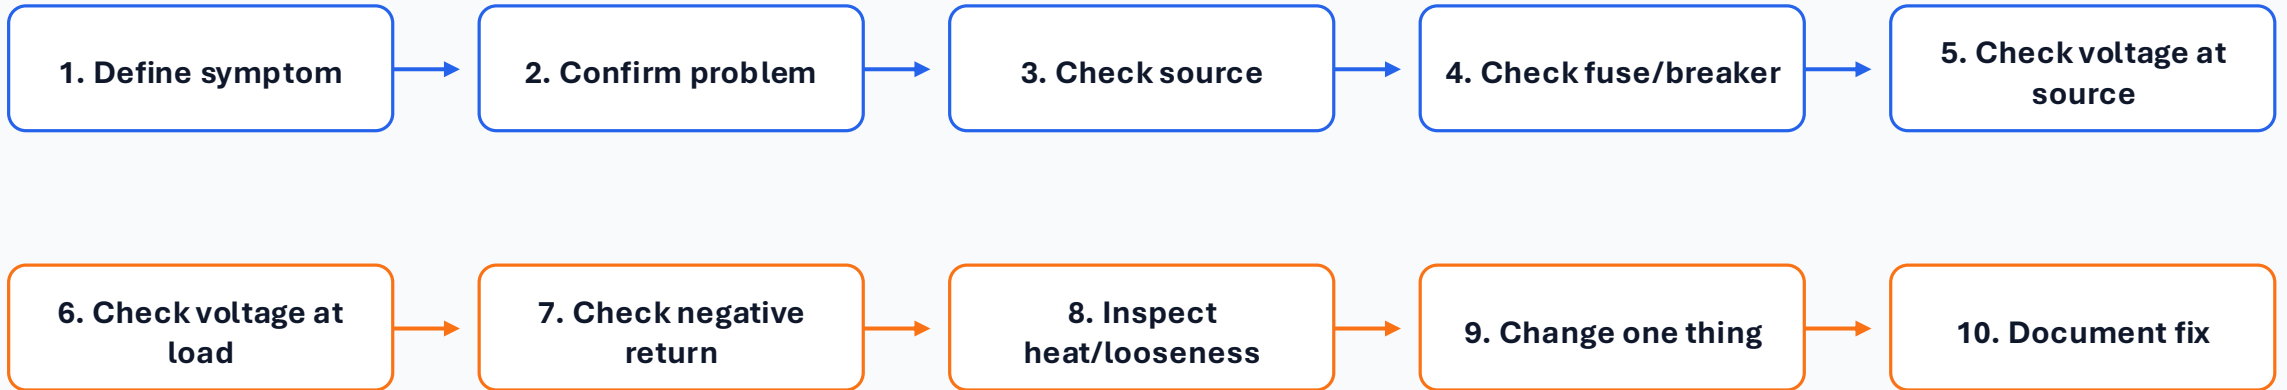 1. Define symptom
2. Confirm problem
3. Check source
4. Check fuse/breaker
5. Check voltage at
source
6. Check voltage at
load
7. Check negative
return
8. Inspect
heat/looseness
9. Change one thing
10. Document fix